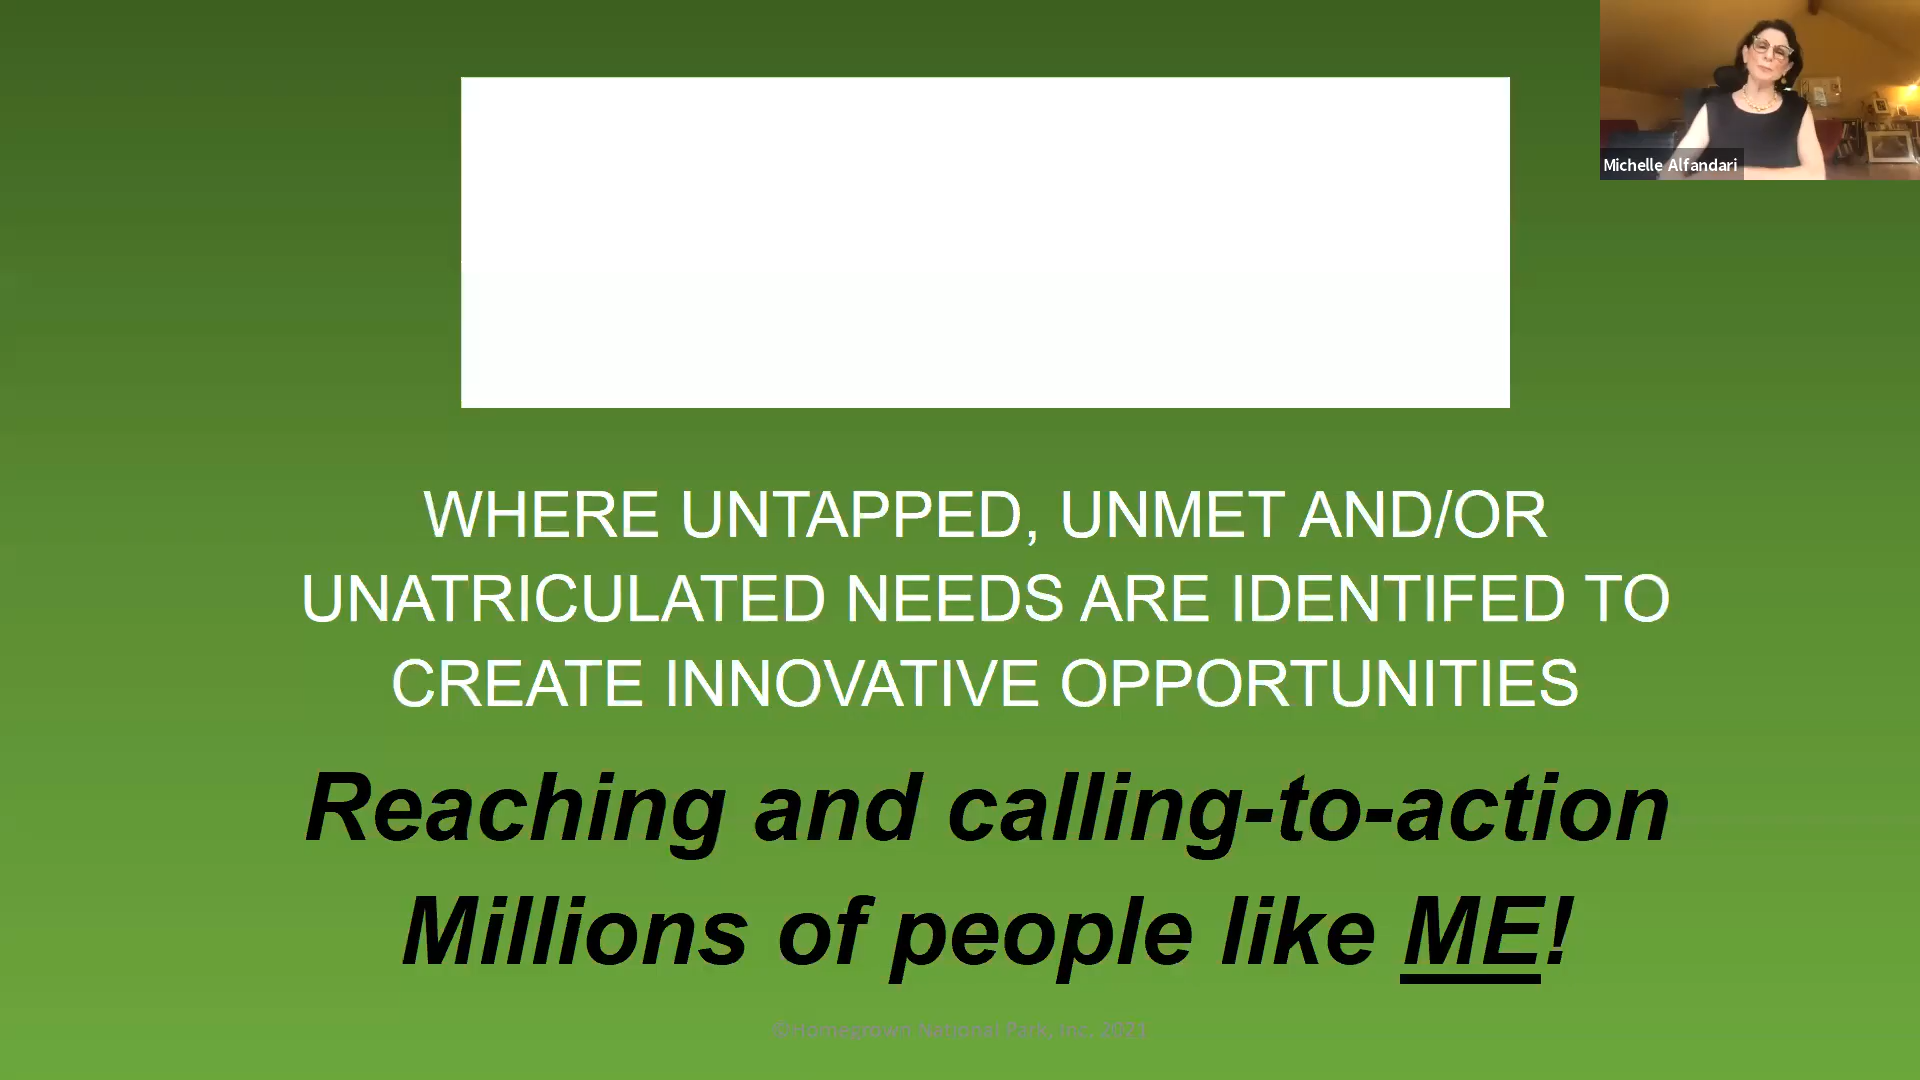 Michelle Alfandari
WHERE UNTAPPED, UNMET AND/OR
UNATRICULATED NEEDS ARE IDENTIFED TO
CREATE INNOVATIVE OPPORTUNITIES
Reaching and calling-to-action
Millions of people like ME!
©Homegrown National Park, Inc. 2021